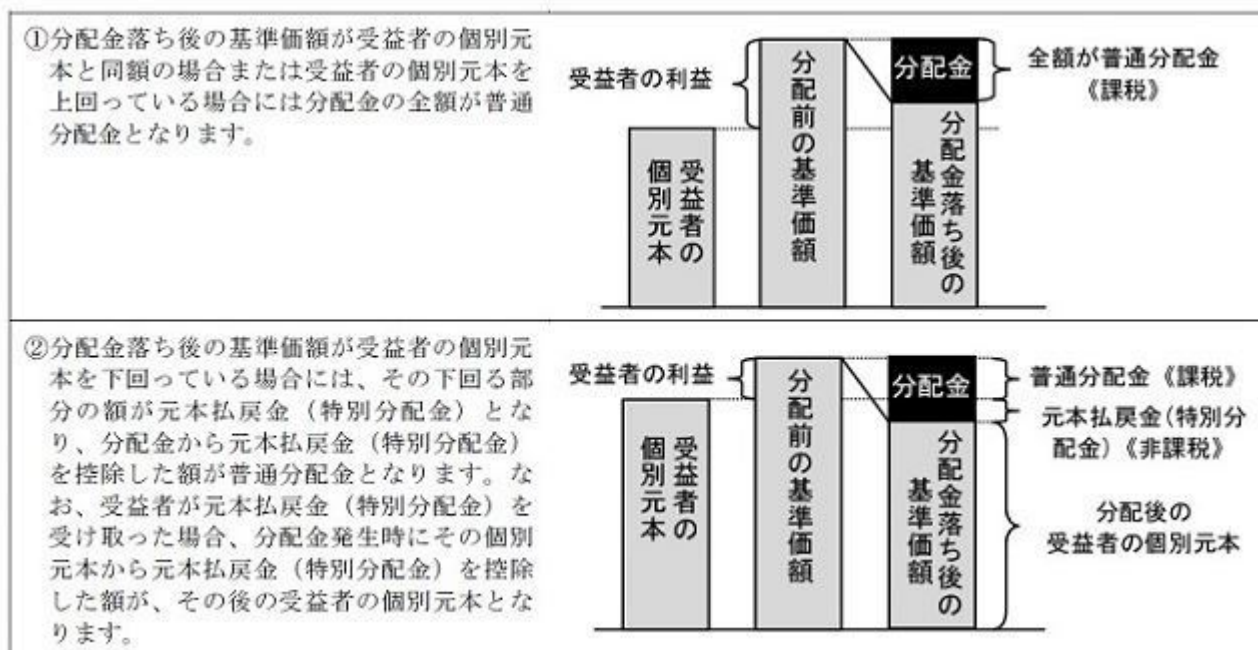 ①分配金落ち後の基準価額が受益者の個別元
本と同額の場合または受益者の個別元本を
上回っている場合には分配金の全額が普通
分配金となります。
受益者の利益
受益者の
個別元本
分配前の基準価額
分配金
分配金落ち後の
基準価額
全額が普通分配金
《課税》
②分配金落ち後の基準価額が受益者の個別元
本を下回っている場合には、その下回る部
分の額が元本払戻金（特別分配金）とな
り、分配金から元本払戻金（特別分配金）
を控除した額が普通分配金となります。な
お、受益者が元本払戻金（特別分配金）を
受け取った場合、分配金発生時にその個別
元本から元本払戻金（特別分配金）を控除
した額が、その後の受益者の個別元本とな
ります。
受益者の利益
受益者の
個別元本
分配前の基準価額
分配金
分配金落ち後の
基準価額
普通分配金《課税》
元本払戻金(特別分
配金)《非課税》
分配後の
受益者の個別元本